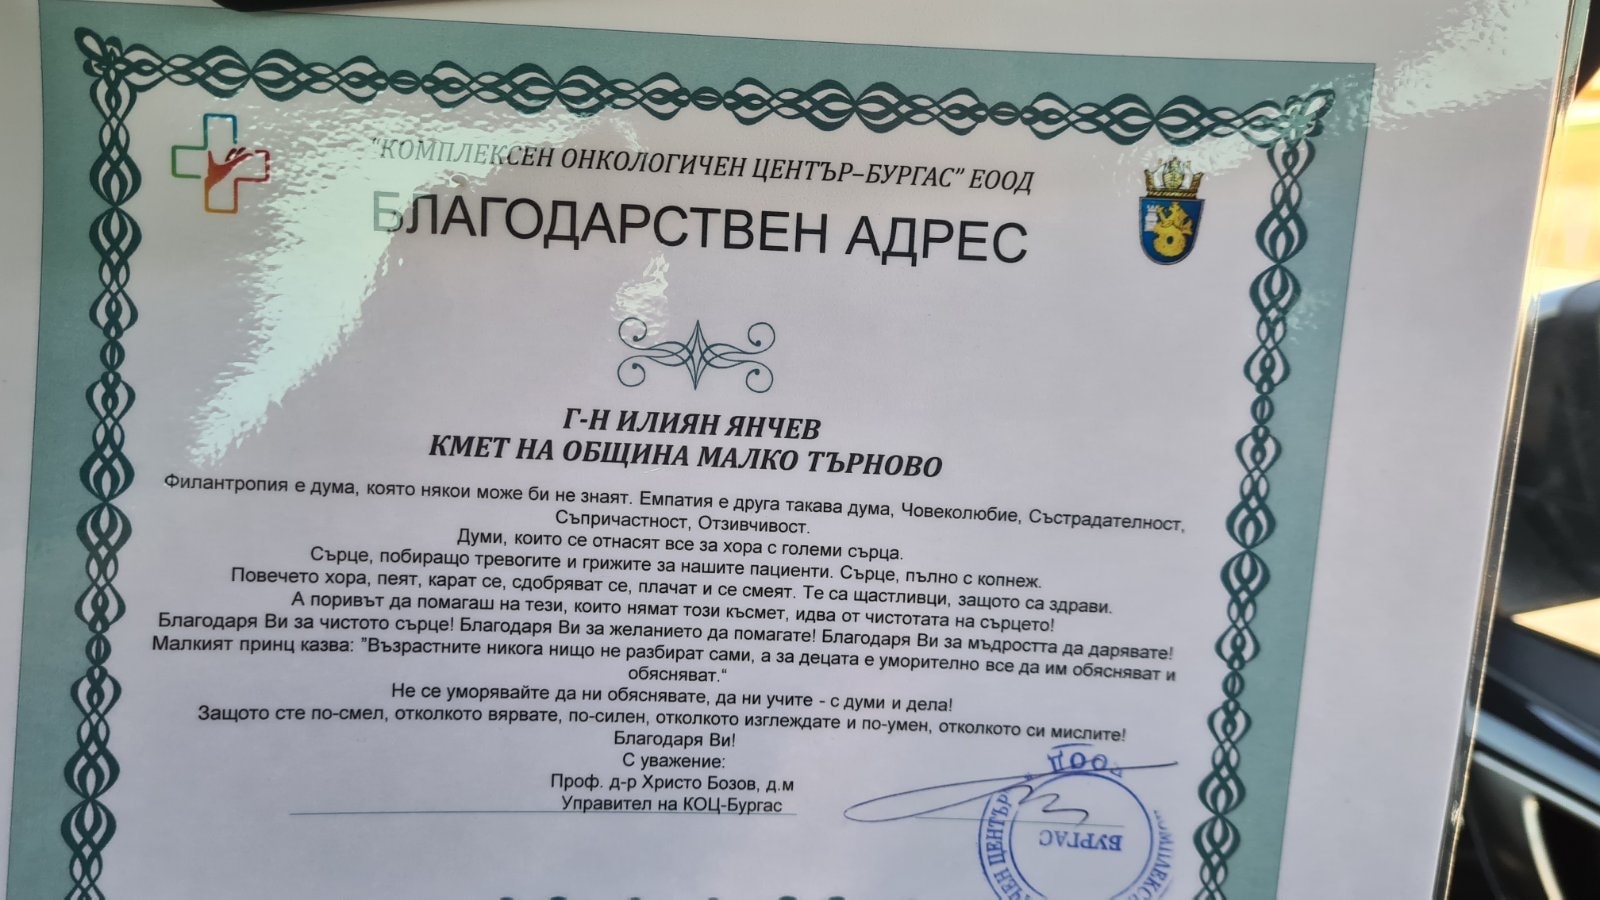 "КОМПЛЕКСЕН ОНКОЛОГИЧЕН ЦЕНТЪР–БУРГАС" ЕООД
БЛАГОДАРСТВЕН АДРЕС
Г-Н ИЛИЯН ЯНЧЕВ
КМЕТ НА ОБЩИНА МАЛКО ТЪРНОВО
Филантропия е дума, която някои може би не знаят. Емпатия е друга такава дума, Човеколюбие, Състрадателност,
Съпричастност, Отзивчивост.
Думи, които се отнасят все за хора с големи сърца.
Сърце, побиращо тревогите и грижите за нашите пациенти. Сърце, пълно с копнеж.
Повечето хора, пеят, карат се, сдобряват се, плачат и се смеят. Те са щастливци, защото са здрави.
А поривът да помагаш на тези, които нямат този късмет, идва от чистотата на сърцето!
Благодаря Ви за чистото сърце! Благодаря Ви за желанието да помагате! Благодаря Ви за мъдростта да дарявате!
Малкият принц казва: "Възрастните никога нищо не разбират сами, а за децата е уморително все да им обясняват и
обясняват."
Не се уморявайте да ни обяснявате, да ни учите - с думи и дела!
Защото сте по-смел, отколкото вярвате, по-силен, отколкото изглеждате и по-умен, отколкото си мислите!
Благодаря Ви!
С уважение:
Проф. д-р Христо Бозов, д.м
Управител на КОЦ-Бургас
ЕООД
ЦЕНТЪР
БУРГАС